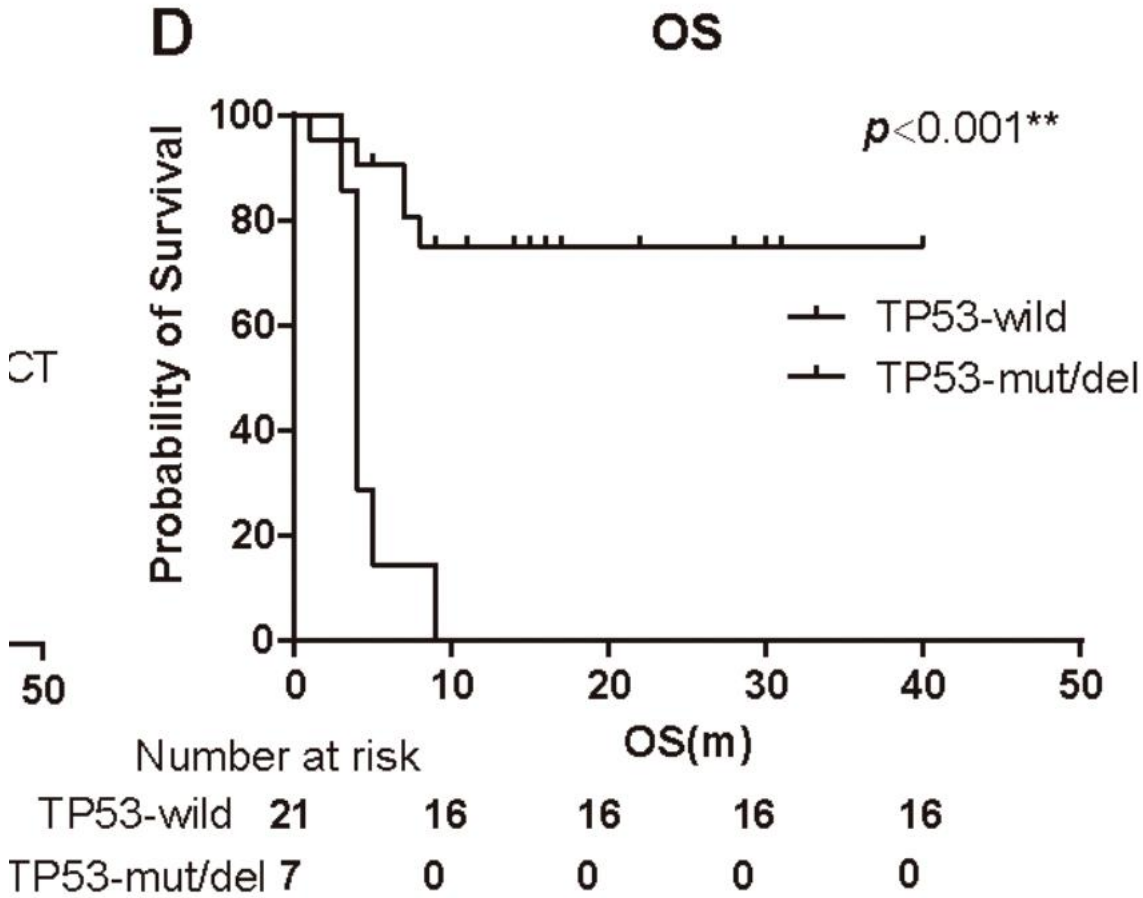 D OS
p<0.001**
Probability of Survival
100
80
60
40
20
0
TP53-wild
TP53-mut/del
CT
50
0 10 20 30 40 50
OS(m)
Number at risk
TP53-wild 21 16 16 16 16
TP53-mut/del 7 0 0 0 0